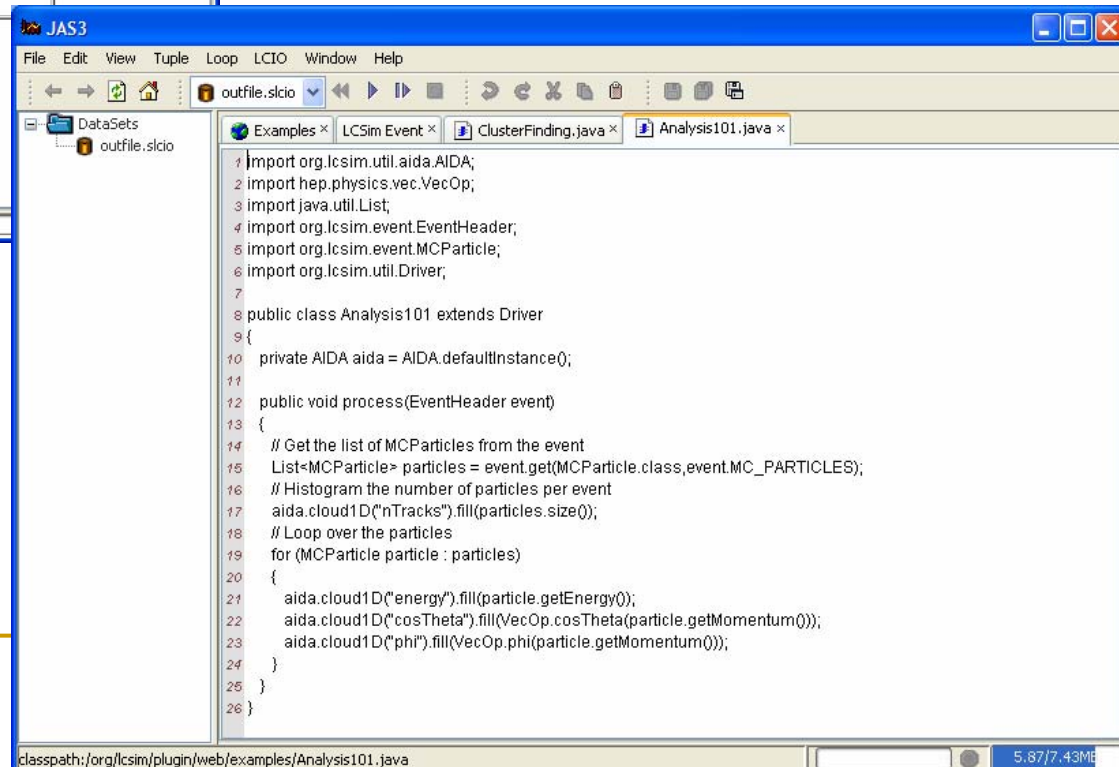 JAS3
File Edit View Tuple Loop LCIO Window Help
outfile.slcio
DataSets
outfile.slcio
Examples × LCSim Event × ClusterFinding.java × Analysis101.java ×
1 import org.lcsim.util.aida.AIDA;
2 import hep.physics.vec.VecOp;
3 import java.util.List;
4 import org.lcsim.event.EventHeader;
5 import org.lcsim.event.MCParticle;
6 import org.lcsim.util.Driver;
7
8 public class Analysis101 extends Driver
9 {
10 private AIDA aida = AIDA.defaultInstance();
11
12 public void process(EventHeader event)
13 {
14 // Get the list of MCParticles from the event
15 List<MCParticle> particles = event.get(MCParticle.class,event.MC_PARTICLES);
16 // Histogram the number of particles per event
17 aida.cloud1D("nTracks").fill(particles.size());
18 // Loop over the particles
19 for (MCParticle particle : particles)
20 {
21 aida.cloud1D("energy").fill(particle.getEnergy());
22 aida.cloud1D("cosTheta").fill(VecOp.cosTheta(particle.getMomentum()));
23 aida.cloud1D("phi").fill(VecOp.phi(particle.getMomentum()));
24 }
25 }
26 }
classpath:/org/lcsim/plugin/web/examples/Analysis101.java
5.87/7.43MB